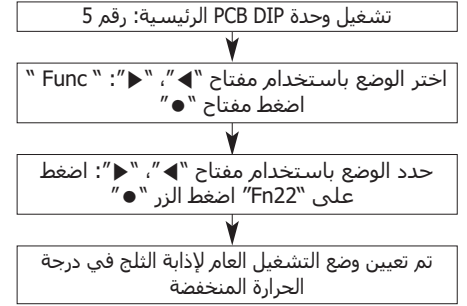 تشغيل وحدة PCB DIP الرئيسية: رقم 5
اختر الوضع باستخدام مفتاح “◀”، “▶”: “ Func “
اضغط مفتاح “●”
حدد الوضع باستخدام مفتاح “◀”، “▶”: اضغط
على “Fn22” اضغط الزر “●”
تم تعيين وضع التشغيل العام لإذابة الثلج في درجة
الحرارة المنخفضة